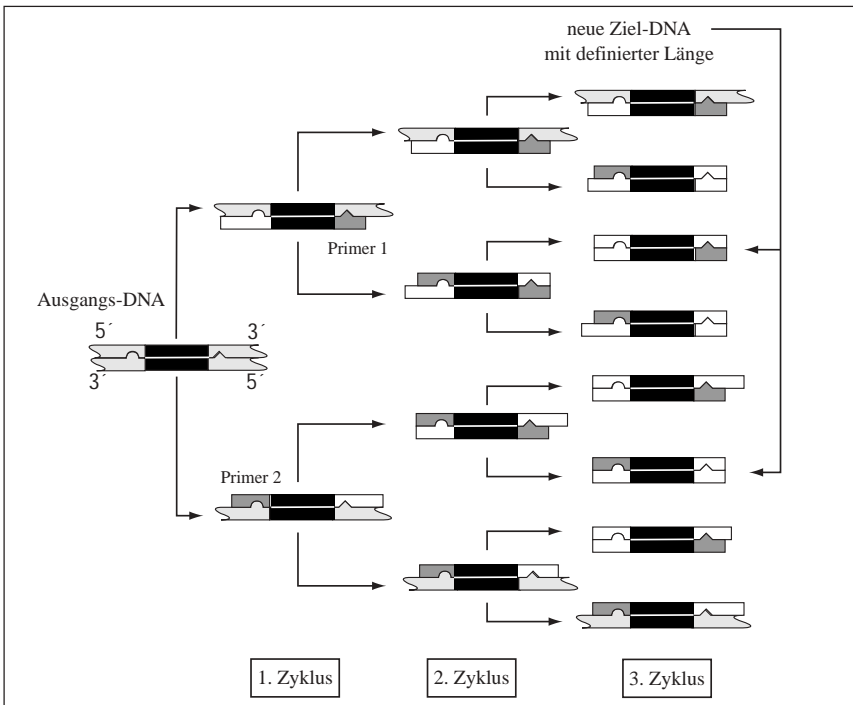 neue Ziel-DNA
mit definierter Länge
Primer 1
Ausgangs-DNA
5´ 3´
3´ 5´
Primer 2
1. Zyklus 2. Zyklus 3. Zyklus